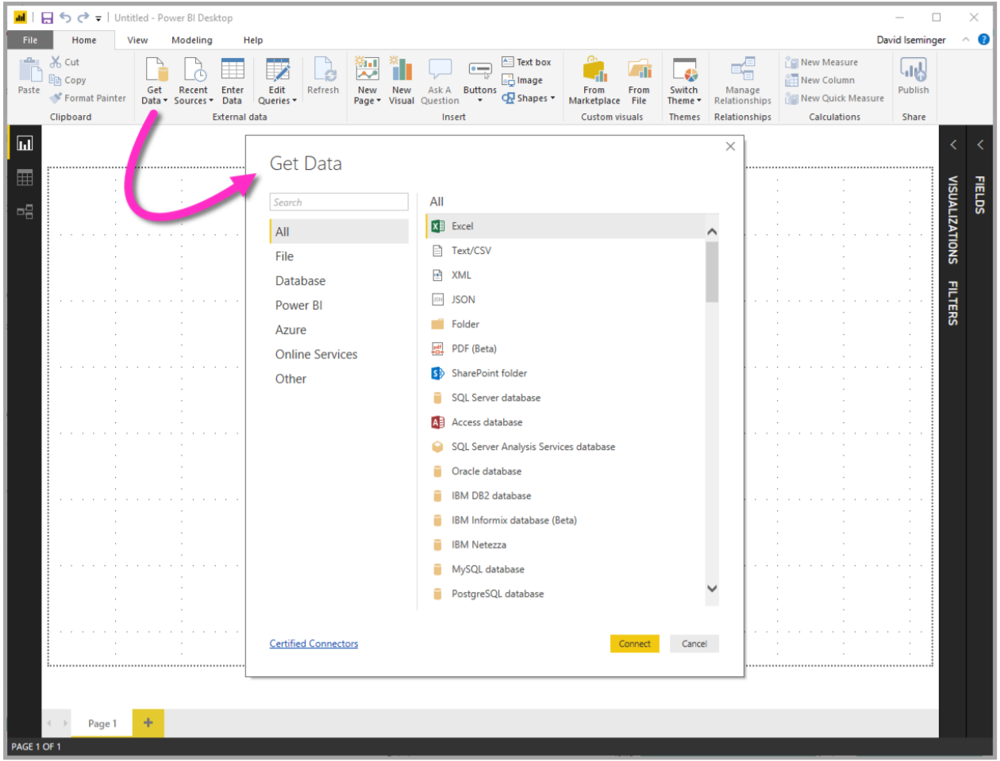 Untitled - Power BI Desktop
File Home View Modeling Help David Iseminger
Paste
Cut
Copy
Format Painter
Clipboard
Get Data
Recent Sources
Enter Data
Edit Queries
Refresh
External data
New Page
New Visual
Ask A Question
Buttons
Text box
Image
Shapes
Insert
From Marketplace
From File
Custom visuals
Switch Theme
Themes
Manage Relationships
Relationships
New Measure
New Column
New Quick Measure
Calculations
Publish
Share
Get Data
Search
All
File
Database
Power BI
Azure
Online Services
Other
All
Excel
Text/CSV
XML
JSON
Folder
PDF (Beta)
SharePoint folder
SQL Server database
Access database
SQL Server Analysis Services database
Oracle database
IBM DB2 database
IBM Informix database (Beta)
IBM Netezza
MySQL database
PostgreSQL database
Certified Connectors
Connect
Cancel
VISUALIZATIONS
FILTERS
FIELDS
Page 1
PAGE 1 OF 1